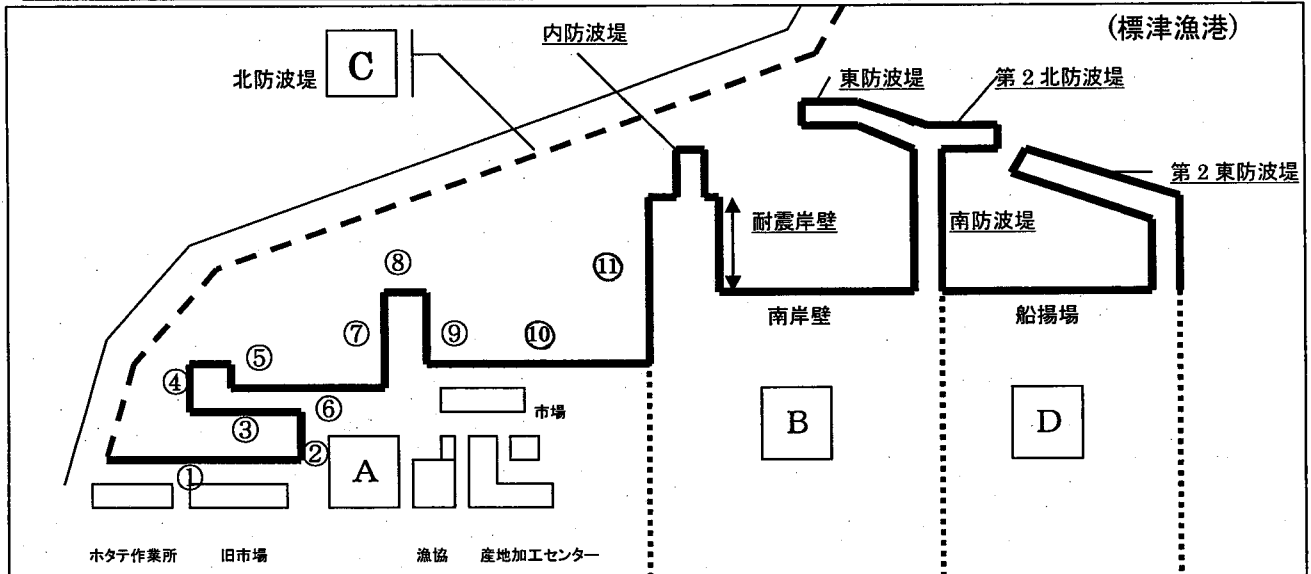 (標津漁港)
内防波堤
北防波堤
C
東防波堤
第2北防波堤
第2東防波堤
耐震岸壁
南防波堤
⑧
⑪
⑦
⑨
⑩
南岸壁
船揚場
⑤
④
⑥
③
②
①
市場
A
B
D
ホタテ作業所
旧市場
漁協
産地加工センター